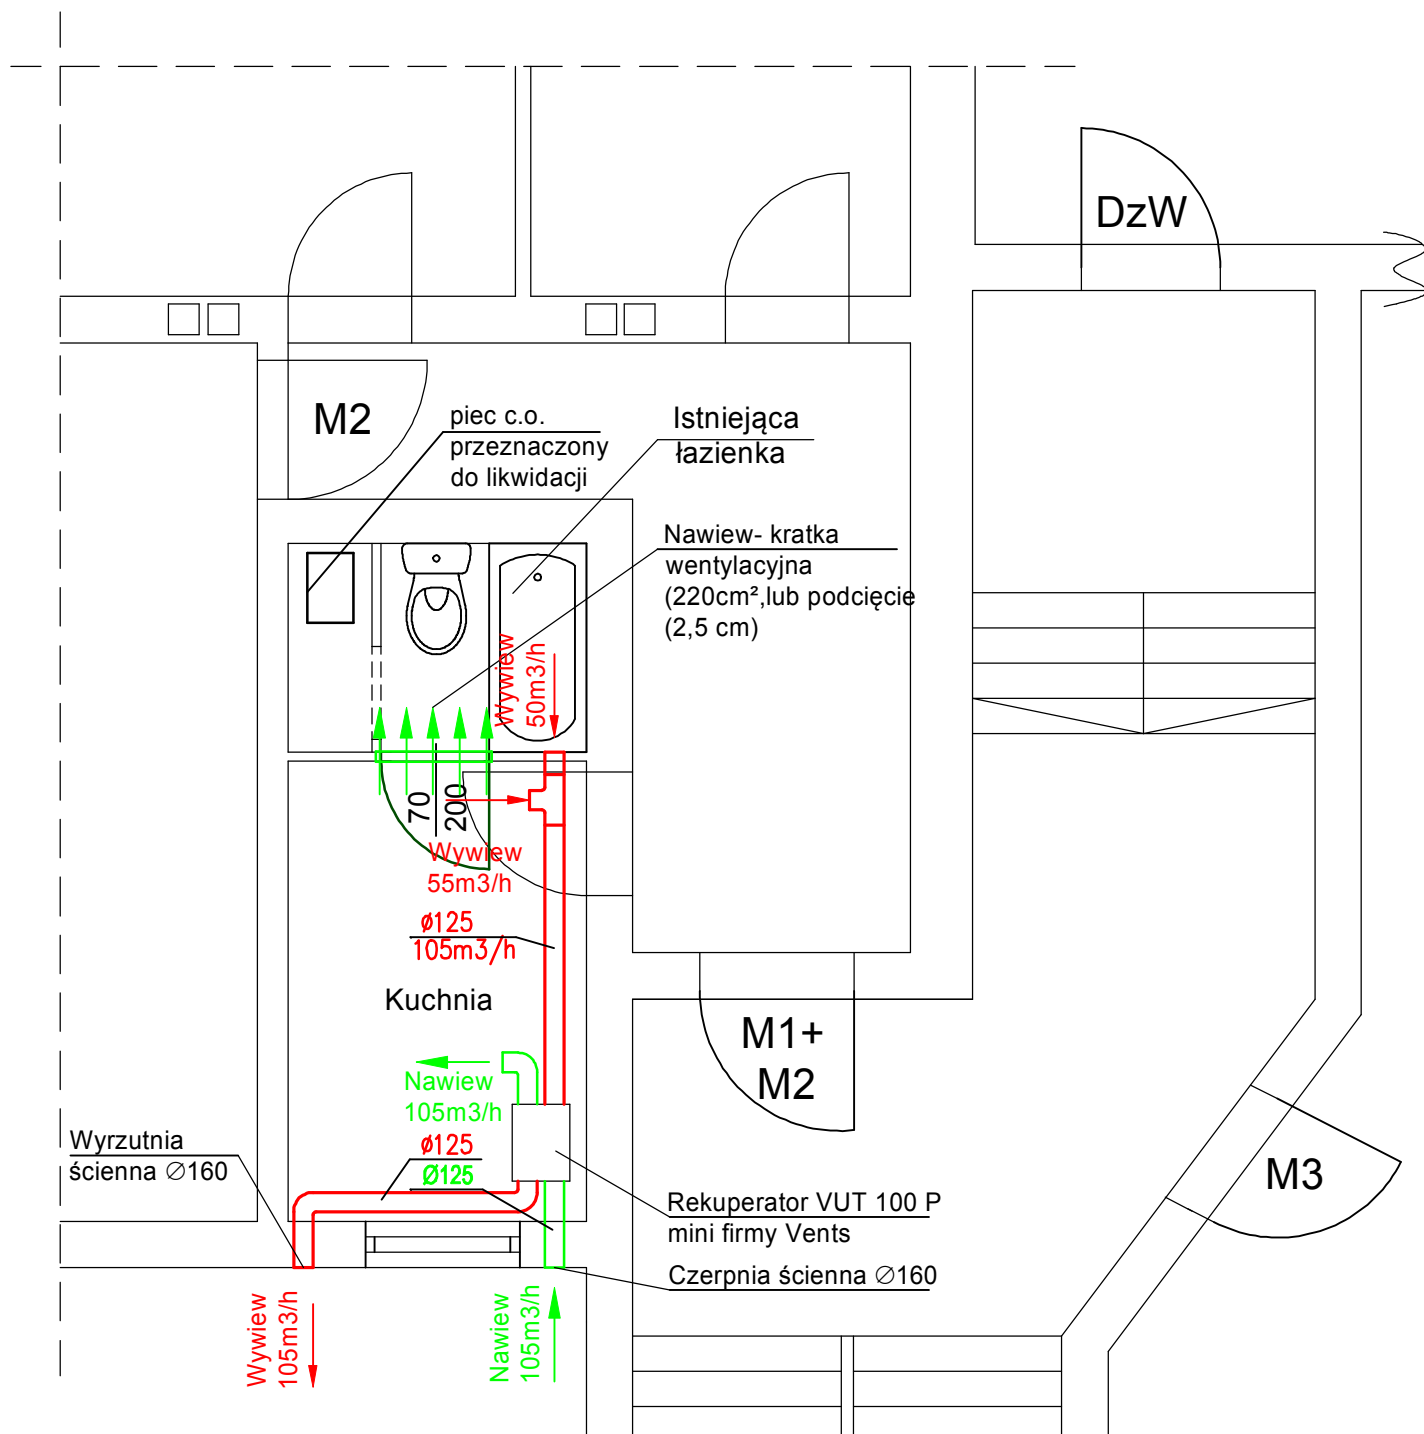 DzW
M2
piec c.o.
przeznaczony
do likwidacji
Istniejąca
łazienka
Nawiew- kratka
wentylacyjna
(220cm²,lub podcięcie
(2,5 cm)
Wywiew
50m3/h
70
200
Wywiew
55m3/h
ø125
105m3/h
Kuchnia
M1+
M2
Nawiew
105m3/h
ø125
Ø125
Wyrzutnia
ścienna ∅160
M3
Rekuperator VUT 100 P
mini firmy Vents
Czerpnia ścienna ∅160
Wywiew
105m3/h
Nawiew
105m3/h